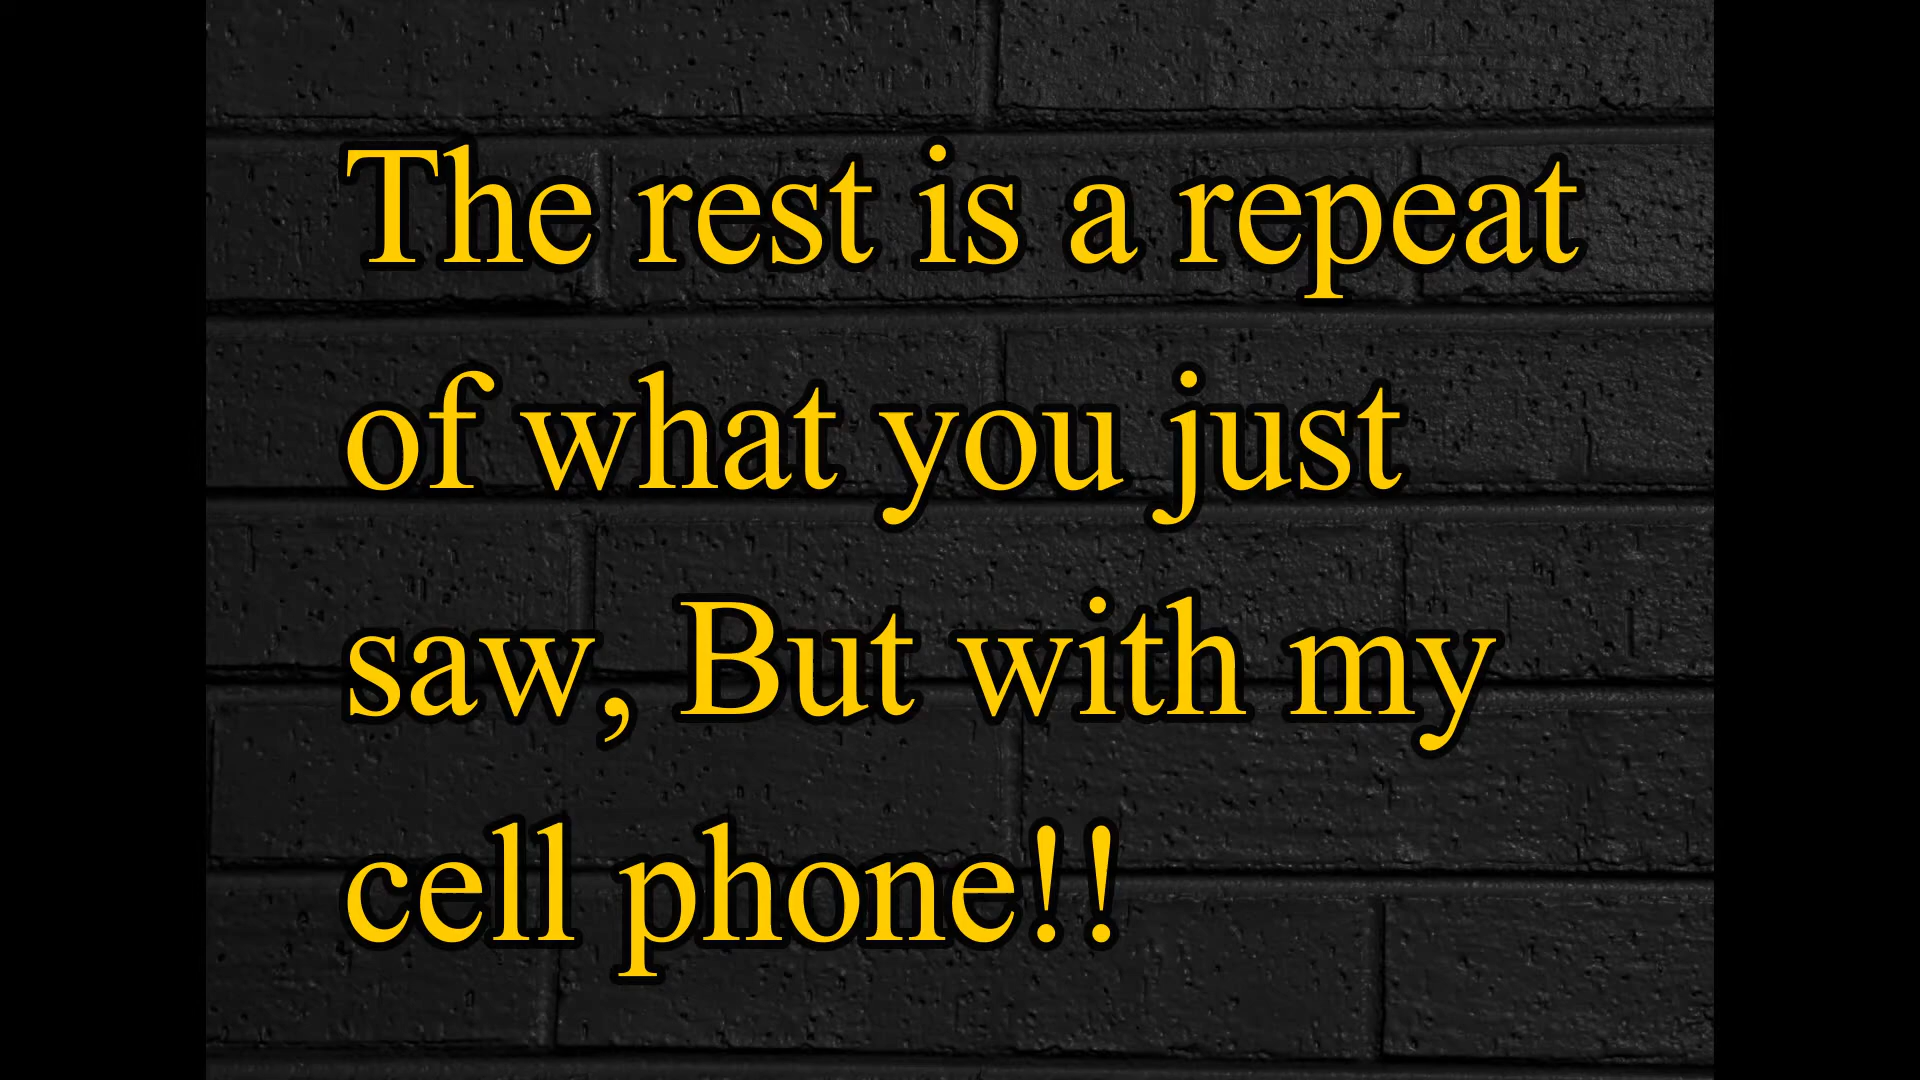 The rest is a repeat
of what you just
saw, But with my
cell phone!!